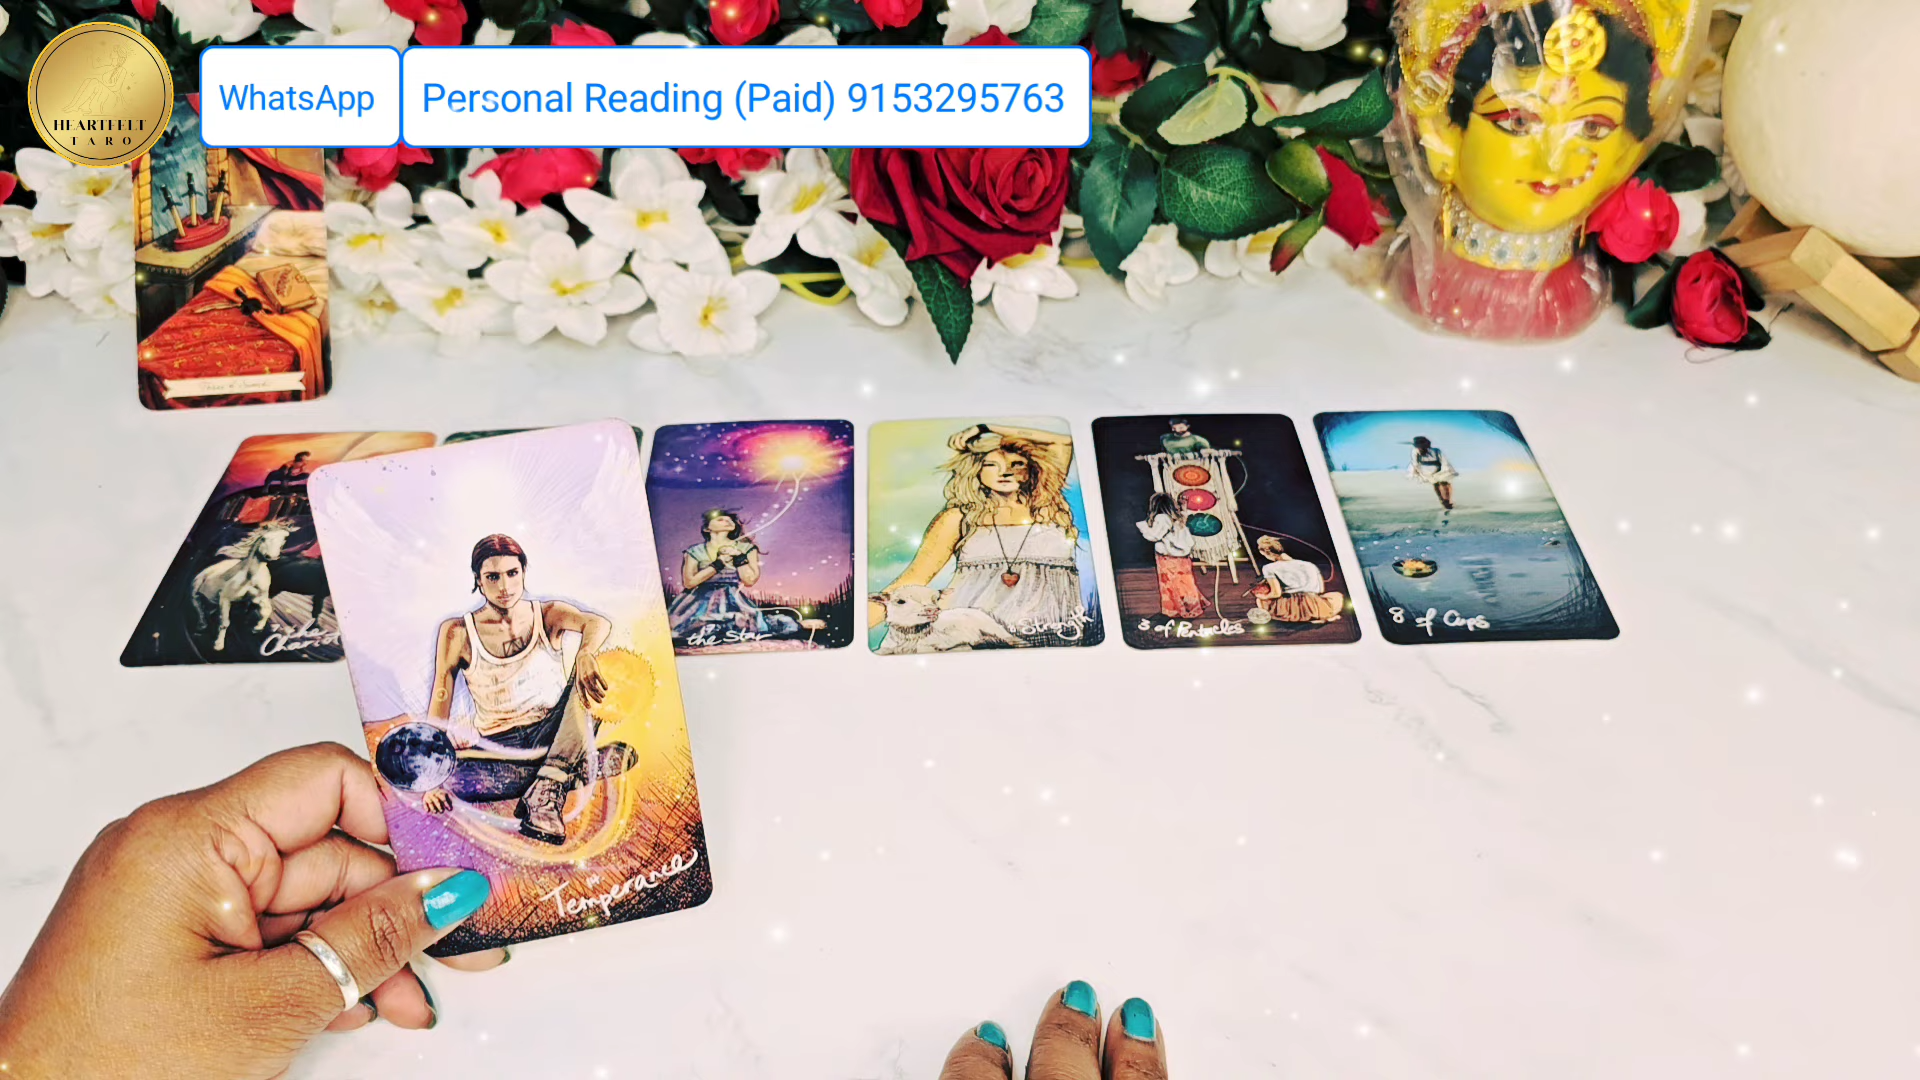 HEARTFELT
TARO
WhatsApp
Personal Reading (Paid) 9153295763
the Star
Strength
3 of Pentacles
8 of Cups
the Chariot
Temperance